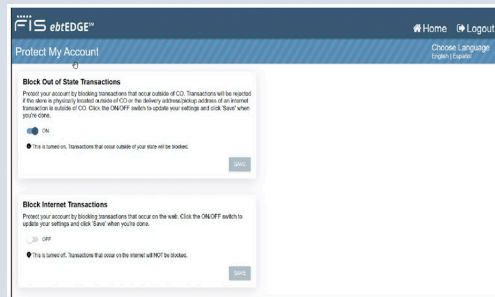 FIS ebtEDGE℠
Home Logout
Protect My Account
Choose Language
English | Español
Block Out of State Transactions
Protect your account by blocking transactions that occur outside of CO. Transactions will be rejected
if the store is physically located outside of CO or the delivery address/pickup address of an internet
transaction is outside of CO. Click the ON/OFF switch to update your settings and click 'Save' when
you're done.
ON
This is turned on. Transactions that occur outside of your state will be blocked.
SAVE
Block Internet Transactions
Protect your account by blocking transactions that occur on the web. Click the ON/OFF switch to
update your settings and click 'Save' when you're done.
OFF
This is turned off. Transactions that occur on the internet will NOT be blocked.
SAVE